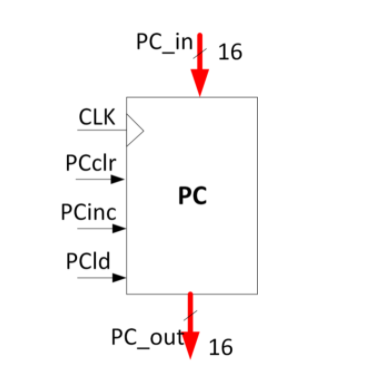 PC_in
16
CLK
PCclr
PCinc
PC
PCld
PC_out
16